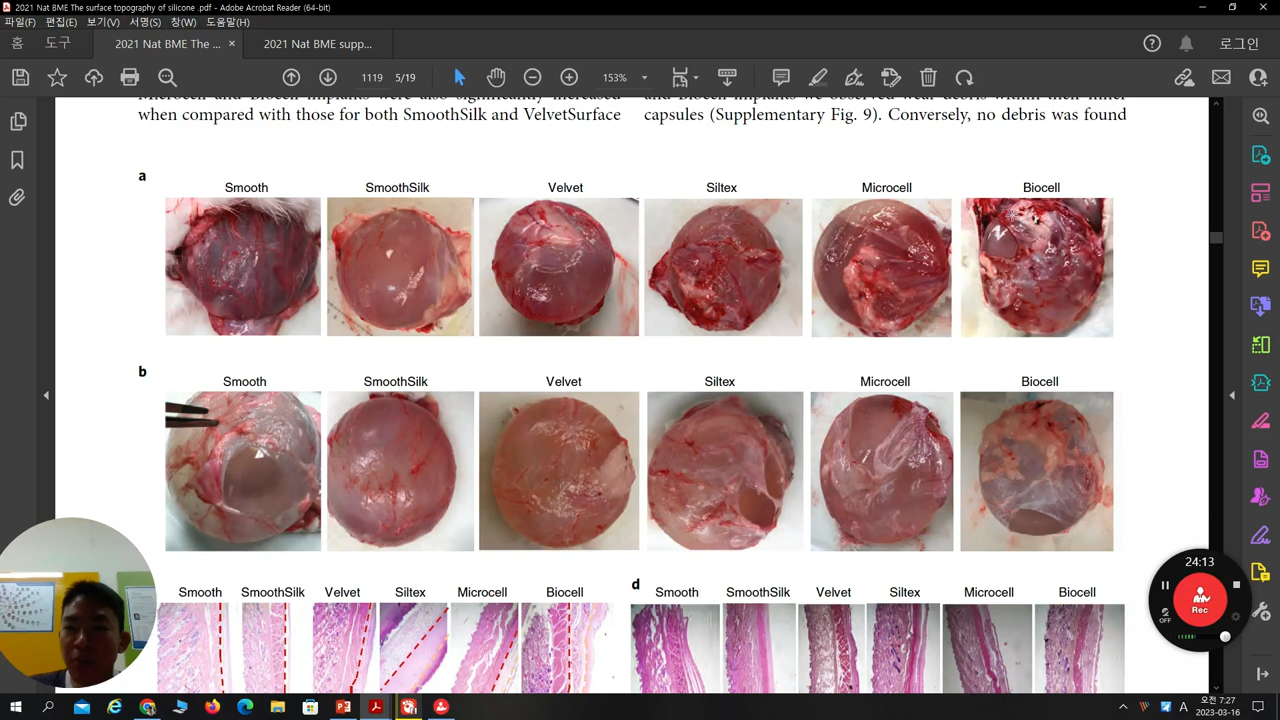 2021 Nat BME The surface topography of silicone .pdf - Adobe Acrobat Reader (64-bit)
파일(F) 편집(E) 보기(V) 서명(S) 창(W) 도움말(H)
홈 도구 2021 Nat BME The ... × 2021 Nat BME supp... 로그인
1119 5/19 153%
when compared with those for both SmoothSilk and VelvetSurface
capsules (Supplementary Fig. 9). Conversely, no debris was found
a
Smooth SmoothSilk Velvet Siltex Microcell Biocell
b
Smooth SmoothSilk Velvet Siltex Microcell Biocell
Smooth SmoothSilk Velvet Siltex Microcell Biocell
d
Smooth SmoothSilk Velvet Siltex Microcell Biocell
24:13
Rec
OFF
A 오전 7:27
2023-03-16